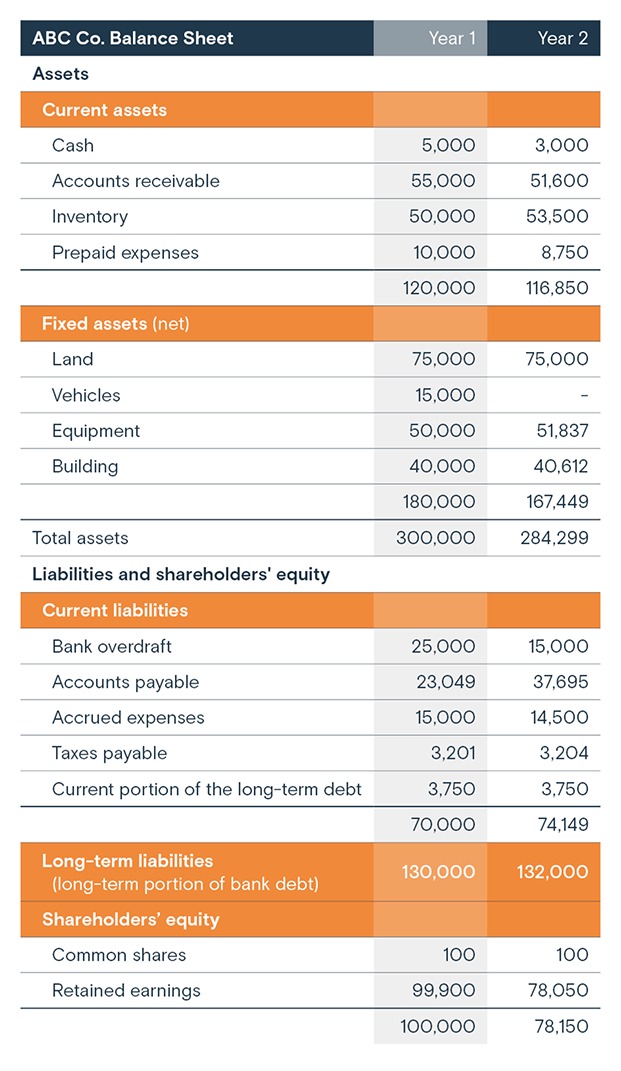 ABC Co. Balance Sheet Year 1 Year 2
Assets
Current assets
Cash 5,000 3,000
Accounts receivable 55,000 51,600
Inventory 50,000 53,500
Prepaid expenses 10,000 8,750
120,000 116,850
Fixed assets (net)
Land 75,000 75,000
Vehicles 15,000 –
Equipment 50,000 51,837
Building 40,000 40,612
180,000 167,449
Total assets 300,000 284,299
Liabilities and shareholders' equity
Current liabilities
Bank overdraft 25,000 15,000
Accounts payable 23,049 37,695
Accrued expenses 15,000 14,500
Taxes payable 3,201 3,204
Current portion of the long-term debt 3,750 3,750
70,000 74,149
Long-term liabilities 130,000 132,000
(long-term portion of bank debt)
Shareholders’ equity
Common shares 100 100
Retained earnings 99,900 78,050
100,000 78,150